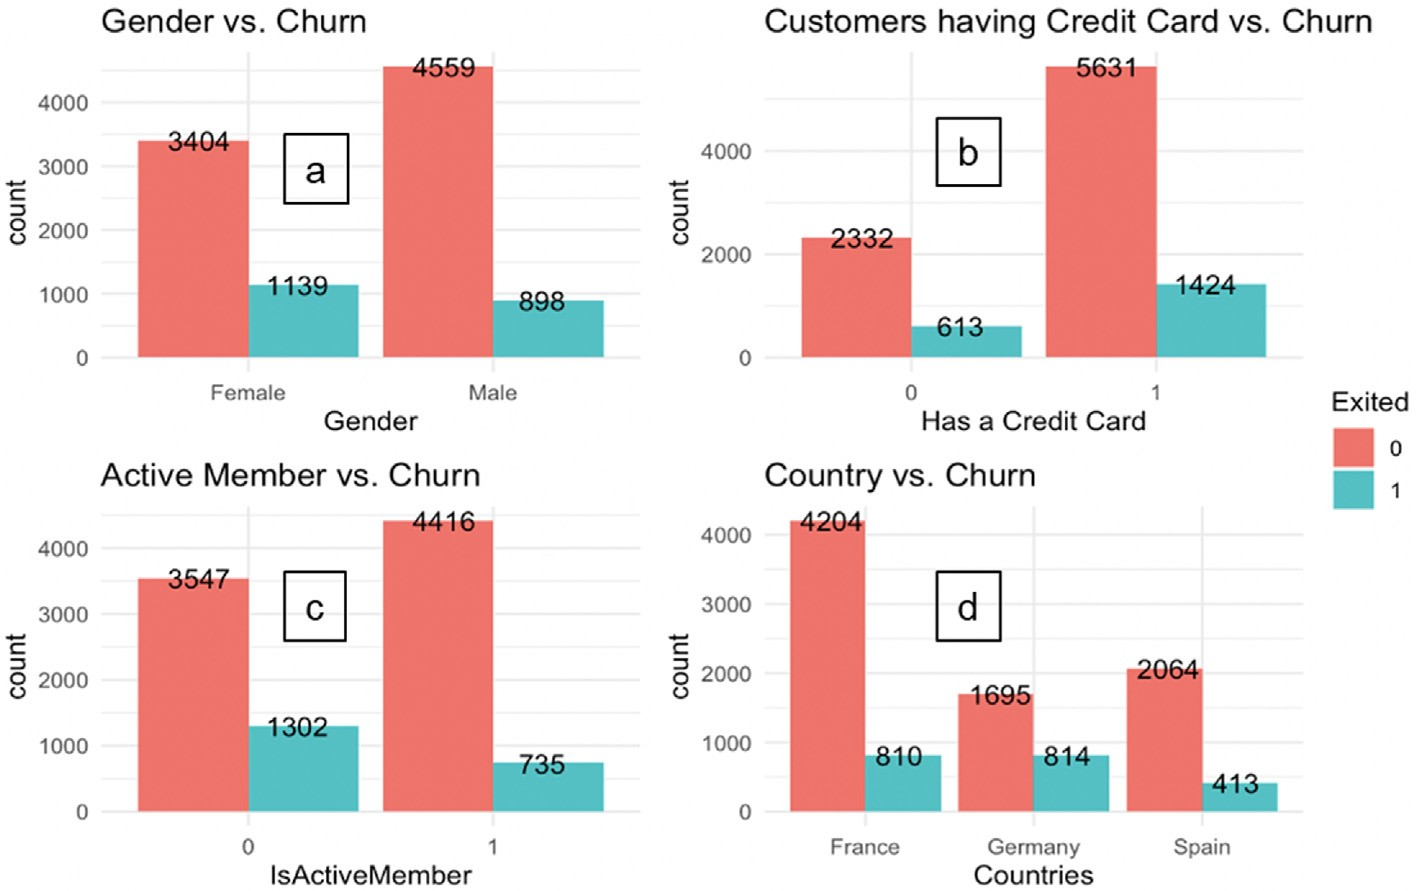 Gender vs. Churn
4000
3000
2000
1000
0
count
3404
1139
4559
898
a
Female
Male
Gender
Customers having Credit Card vs. Churn
4000
2000
0
count
2332
613
5631
1424
b
0
1
Has a Credit Card
Exited
0
1
Active Member vs. Churn
4000
3000
2000
1000
0
count
3547
1302
4416
735
c
0
1
IsActiveMember
Country vs. Churn
4000
3000
2000
1000
0
count
4204
810
1695
814
2064
413
d
France
Germany
Spain
Countries